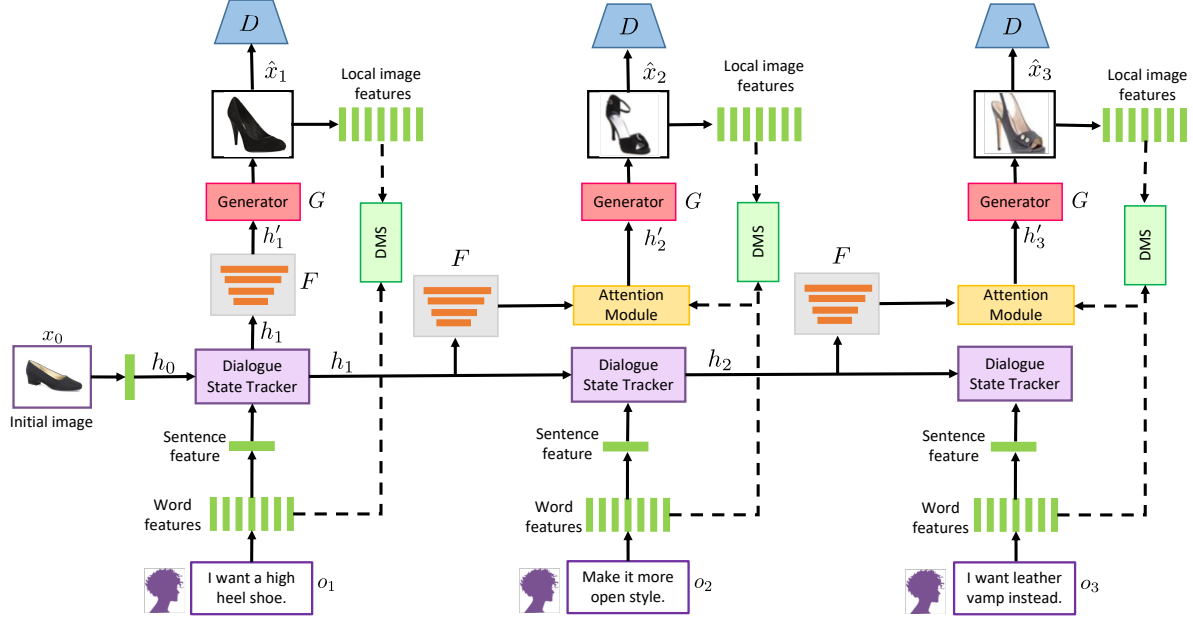 D
D
D
x̂₁
x̂₂
x̂₃
Local image
features
Local image
features
Local image
features
Generator
G
Generator
G
Generator
G
DMS
DMS
DMS
h′₁
h′₂
h′₃
F
F
F
Attention
Module
Attention
Module
x₀
h₀
h₁
Dialogue
State Tracker
h₁
Dialogue
State Tracker
h₂
Dialogue
State Tracker
Initial image
Sentence
feature
Sentence
feature
Sentence
feature
Word
features
Word
features
Word
features
I want a high
heel shoe.
o₁
Make it more
open style.
o₂
I want leather
vamp instead.
o₃